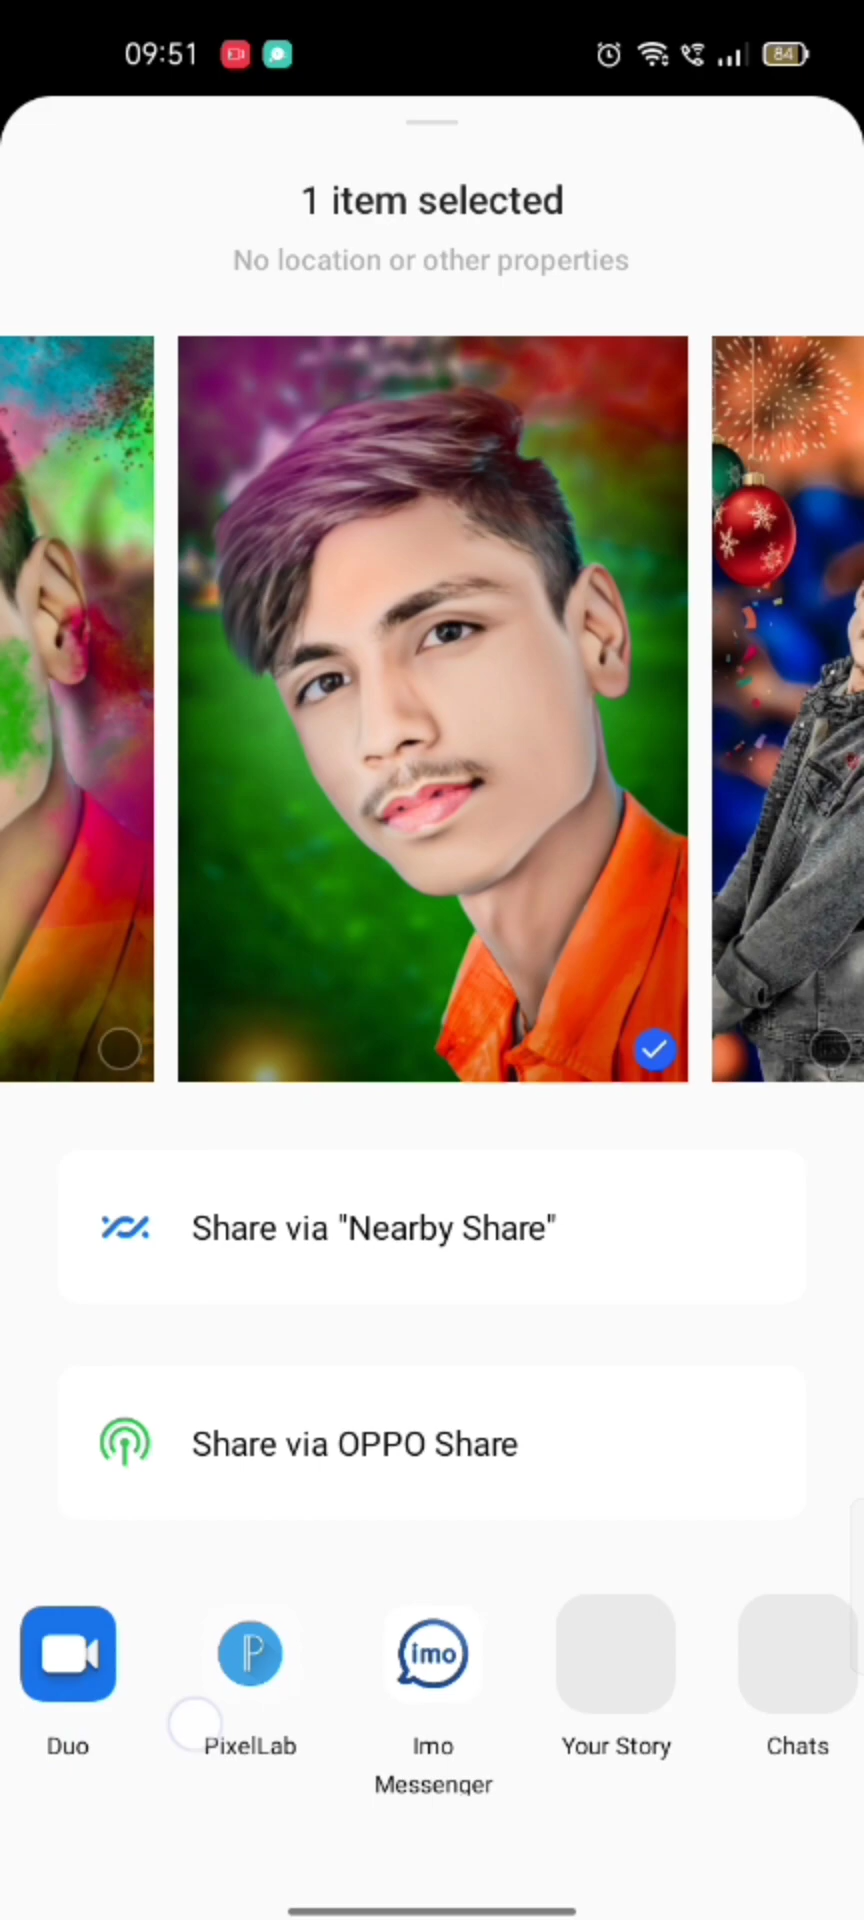 09:51
84
1 item selected
No location or other properties
Share via "Nearby Share"
Share via OPPO Share
imo
Duo
PixelLab
Imo
Messenger
Your Story
Chats